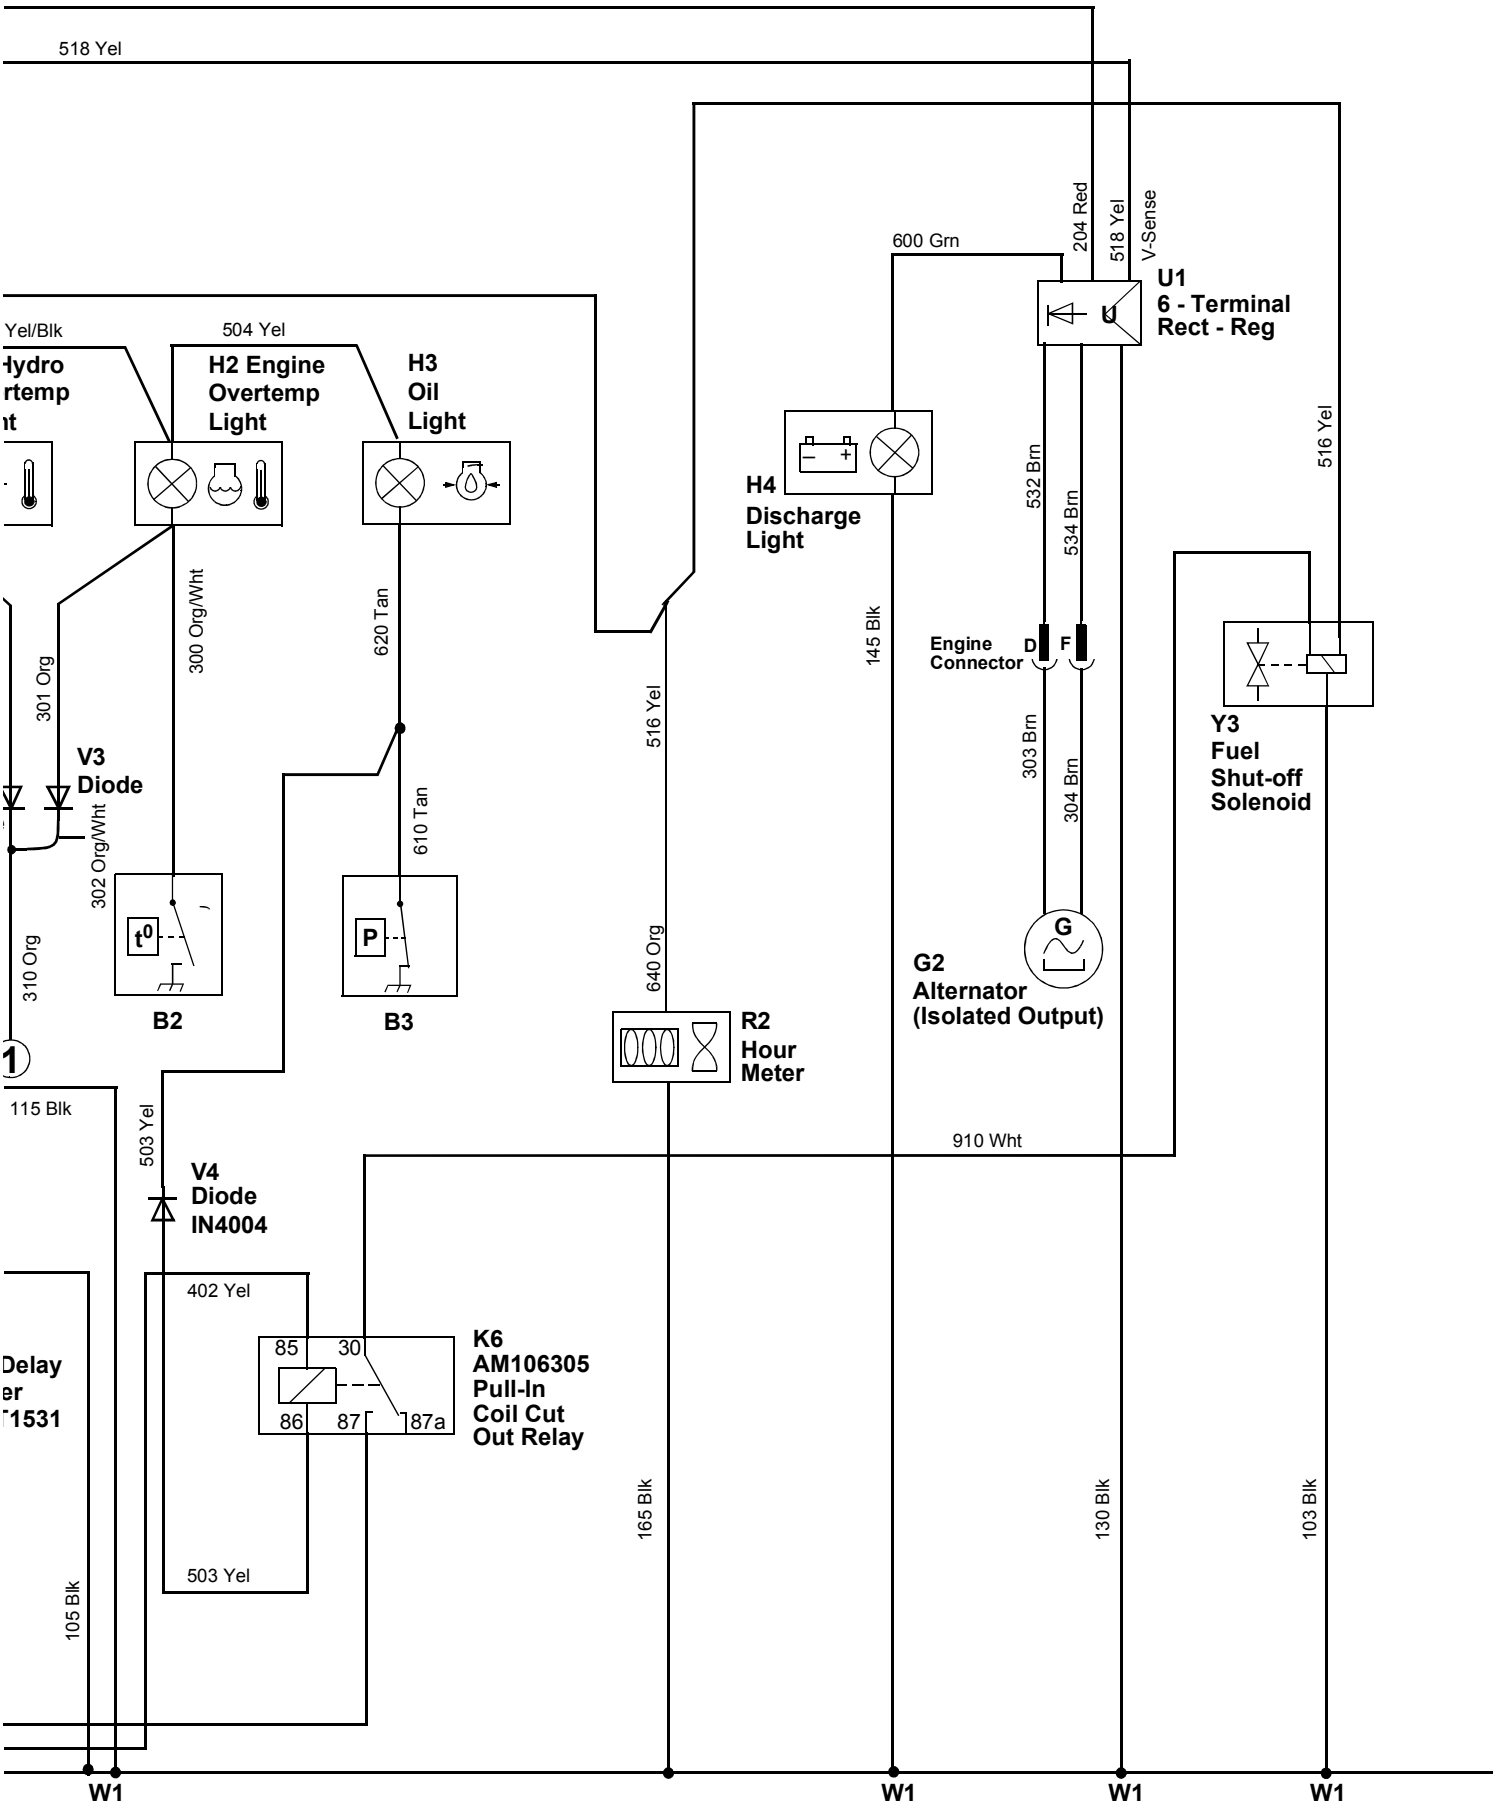 518 Yel
204 Red
518 Yel
V-Sense
600 Grn
U1
6 - Terminal
Rect - Reg
U
Yel/Blk
504 Yel
Hydro
rtemp
nt
H2 Engine
Overtemp
Light
H3
Oil
Light
516 Yel
532 Brn
534 Brn
− +
H4
Discharge
Light
300 Org/Wht
620 Tan
145 Blk
Engine
Connector
D
F
301 Org
516 Yel
303 Brn
304 Brn
Y3
Fuel
Shut-off
Solenoid
V3
Diode
302 Org/Wht
610 Tan
310 Org
t0
P
640 Org
G
G2
Alternator
(Isolated Output)
B2
B3
R2
Hour
Meter
1
115 Blk
503 Yel
910 Wht
V4
Diode
IN4004
402 Yel
85
30
86
87
87a
K6
AM106305
Pull-In
Coil Cut
Out Relay
Delay
er
T1531
503 Yel
105 Blk
165 Blk
130 Blk
103 Blk
W1
W1
W1
W1